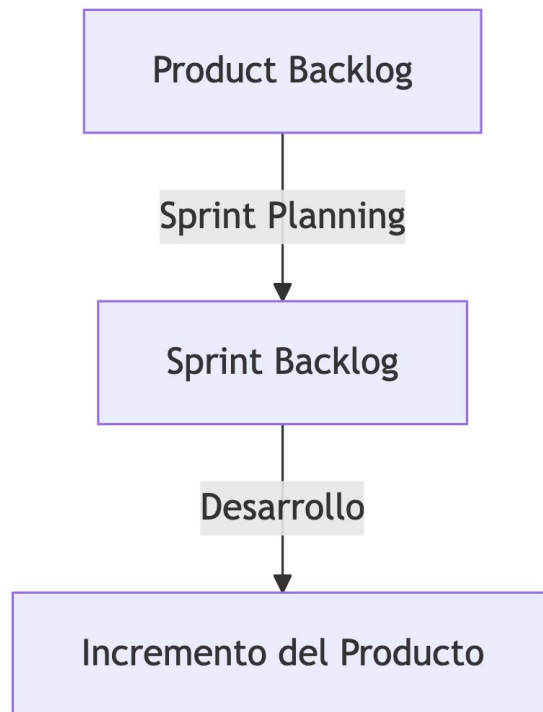 Product Backlog
Sprint Planning
Sprint Backlog
Desarrollo
Incremento del Producto